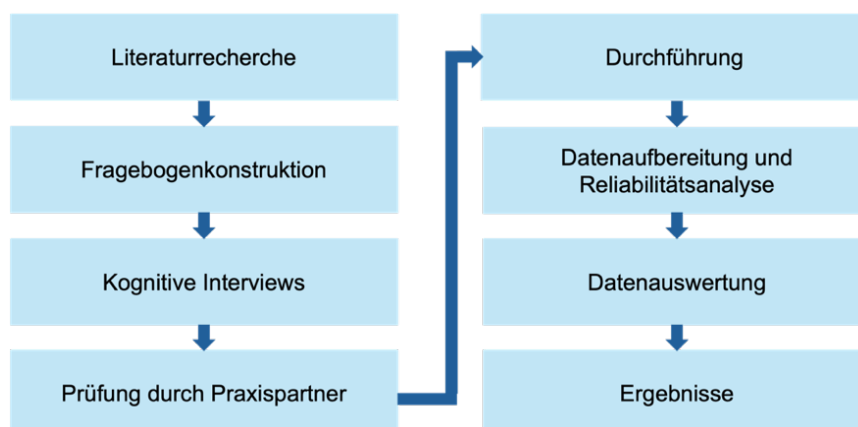 Literaturrecherche
Fragebogenkonstruktion
Kognitive Interviews
Prüfung durch Praxispartner
Durchführung
Datenaufbereitung und
Reliabilitätsanalyse
Datenauswertung
Ergebnisse